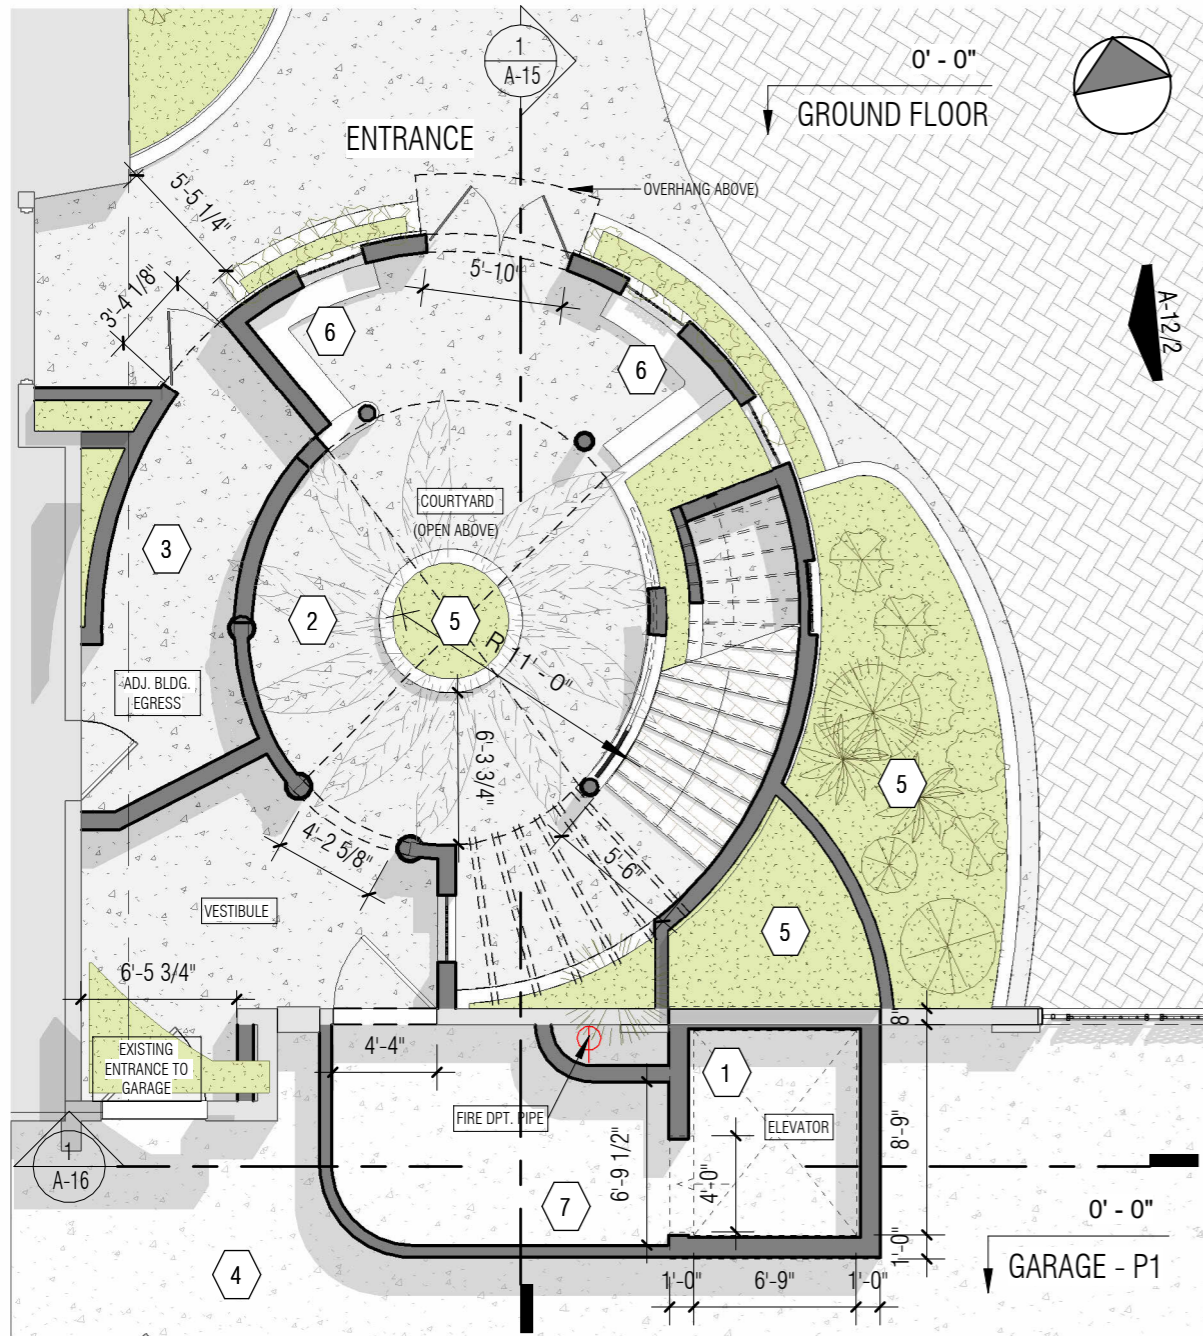 1
A-15
0' - 0"
GROUND FLOOR
ENTRANCE
OVERHANG ABOVE)
5'-5 1/4"
3'-4 1/8"
5'-10"
A-12/2
6
6
COURTYARD
(OPEN ABOVE)
3
2
5
R 11' - 0"
ADJ. BLDG.
EGRESS
6'-3 3/4"
5
4'-2 5/8"
5'-6"
VESTIBULE
5
6'-5 3/4"
8"
EXISTING
ENTRANCE TO
GARAGE
4'-4"
1
FIRE DPT. PIPE
ELEVATOR
8'-9"
6'-9 1/2"
4'-0"
1
A-16
7
0' - 0"
GARAGE - P1
4
1'-0"
6'-9"
1'-0"
1'-0"